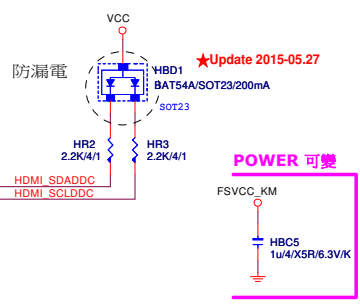 VCC
★Update 2015-05.27
防漏電
HBD1
BAT54A/SOT23/200mA
SOT23
HR2
2.2K/4/1
HR3
2.2K/4/1
HDMI_SDADDC
HDMI_SCLDDC
POWER 可變
FSVCC_KM
HBC5
1u/4/X5R/6.3V/K